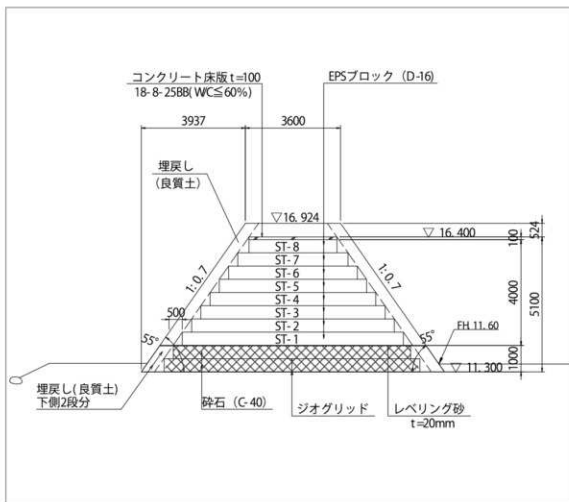 コンクリート床版 t=100
18-8-25BB(W/C≦60%)
EPSブロック（D-16）
3937
3600
埋戻し
（良質土）
▽16.924
▽ 16.400
524
100
ST-8
ST-7
ST-6
ST-5
ST-4
ST-3
ST-2
ST-1
1:0.7
1:0.7
4000
5100
500
55°
55°
FH.11.60
▽ 11.300
1000
埋戻し(良質土)
下側2段分
砕石（C-40）
ジオグリッド
レベリング砂
t=20mm